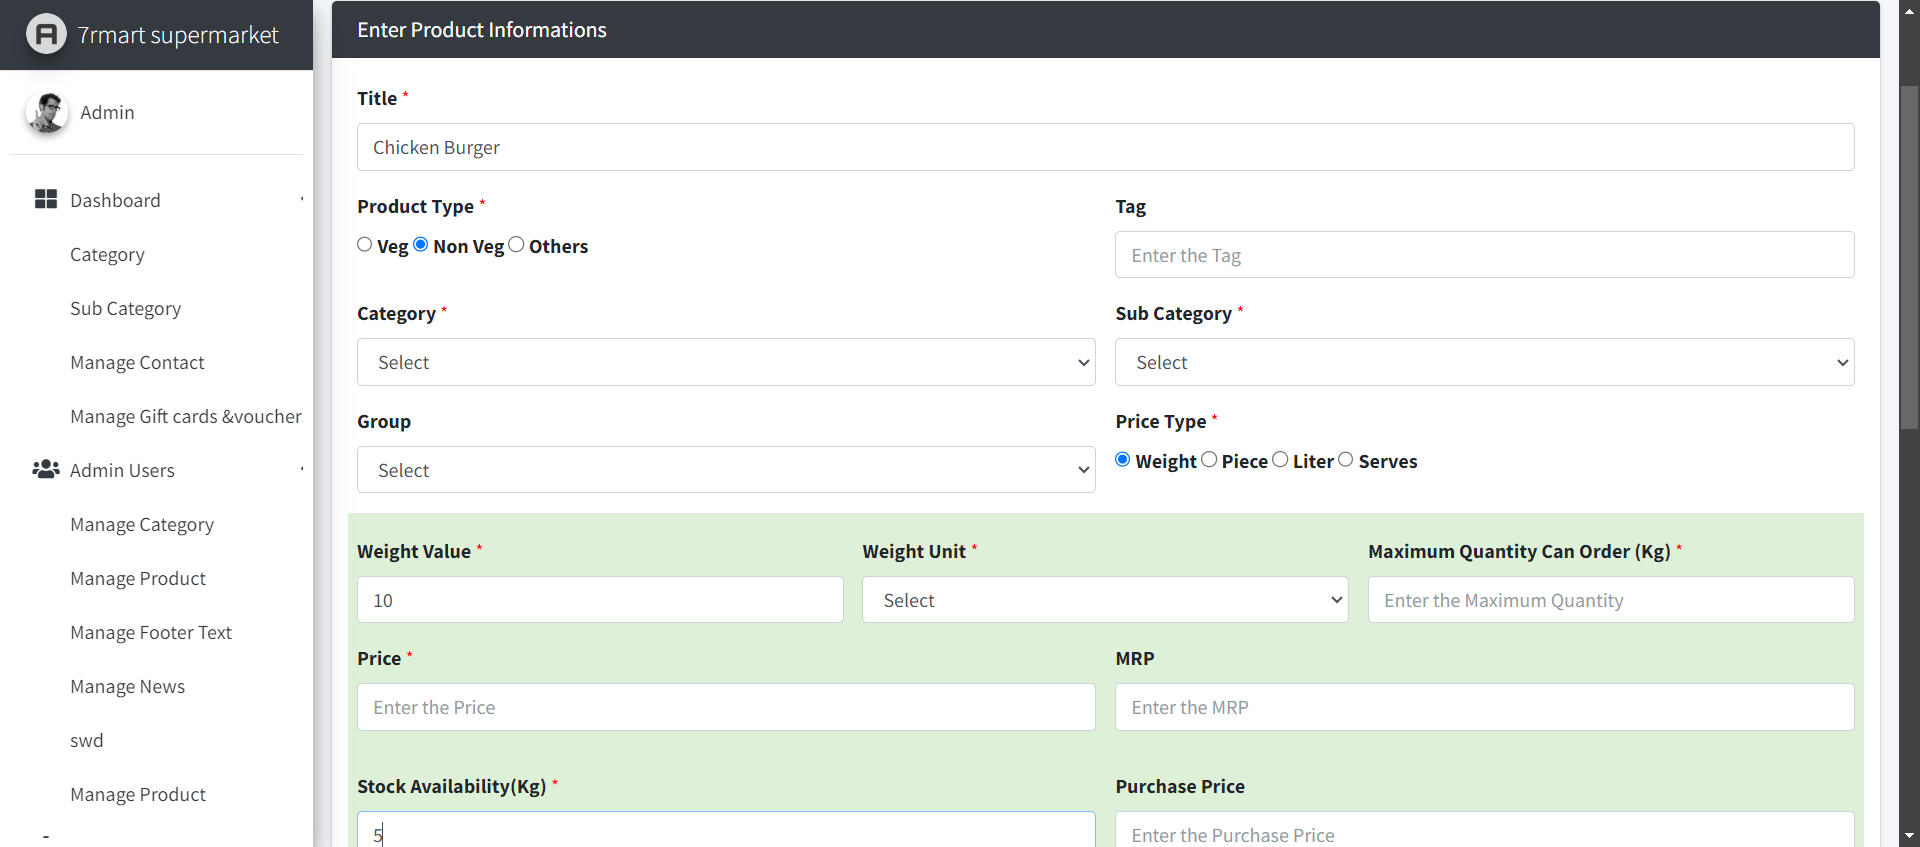 7rmart supermarket
Admin
Dashboard
Category
Sub Category
Manage Contact
Manage Gift cards &voucher
Admin Users
Manage Category
Manage Product
Manage Footer Text
Manage News
swd
Manage Product
Enter Product Informations
Title *
Chicken Burger
Product Type *
Veg Non Veg Others
Tag
Enter the Tag
Category *
Select
Sub Category *
Select
Group
Select
Price Type *
Weight Piece Liter Serves
Weight Value *
10
Weight Unit *
Select
Maximum Quantity Can Order (Kg) *
Enter the Maximum Quantity
Price *
Enter the Price
MRP
Enter the MRP
Stock Availability(Kg) *
5
Purchase Price
Enter the Purchase Price